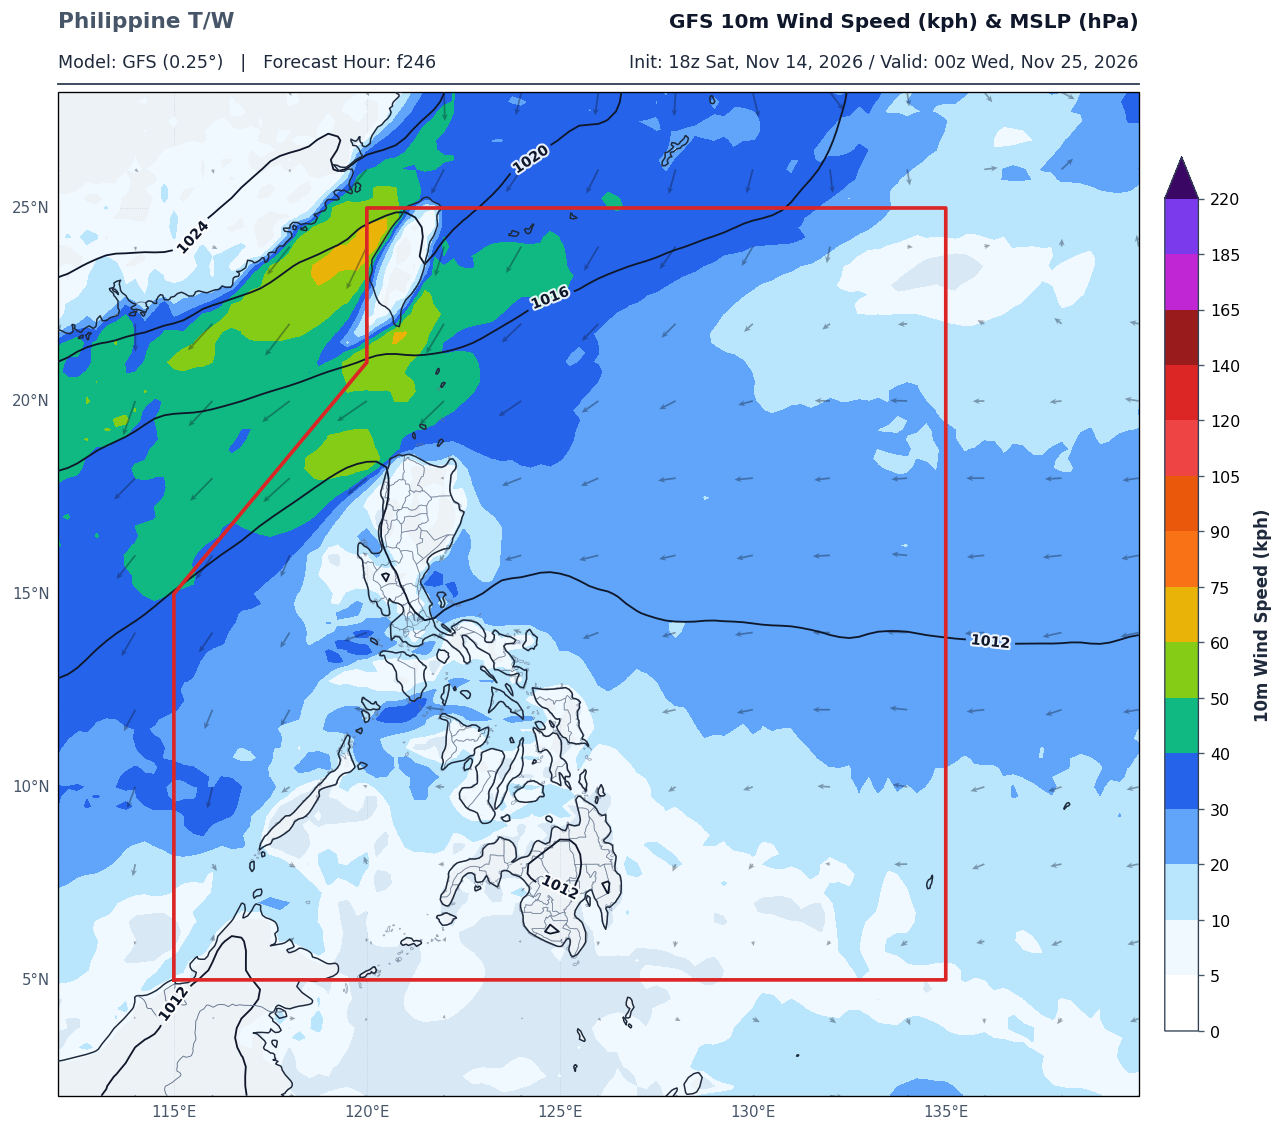 Philippine T/W
GFS 10m Wind Speed (kph) & MSLP (hPa)
Model: GFS (0.25°) | Forecast Hour: f246
Init: 18z Sat, Nov 14, 2026 / Valid: 00z Wed, Nov 25, 2026
1020
1024
1016
1012
1012
1012
25°N
20°N
15°N
10°N
5°N
115°E
120°E
125°E
130°E
135°E
220
185
165
140
120
105
90
75
60
50
40
30
20
10
5
0
10m Wind Speed (kph)